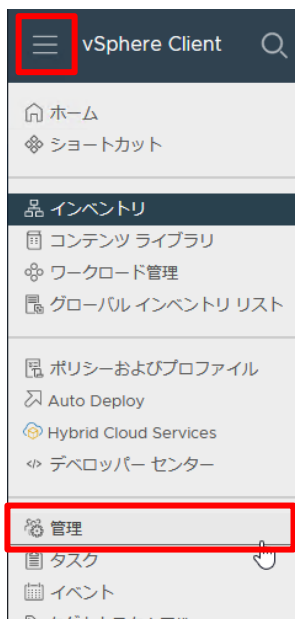 vSphere Client
ホーム
ショートカット
インベントリ
コンテンツ ライブラリ
ワークロード管理
グローバル インベントリ リスト
ポリシーおよびプロファイル
Auto Deploy
Hybrid Cloud Services
デベロッパー センター
管理
タスク
イベント